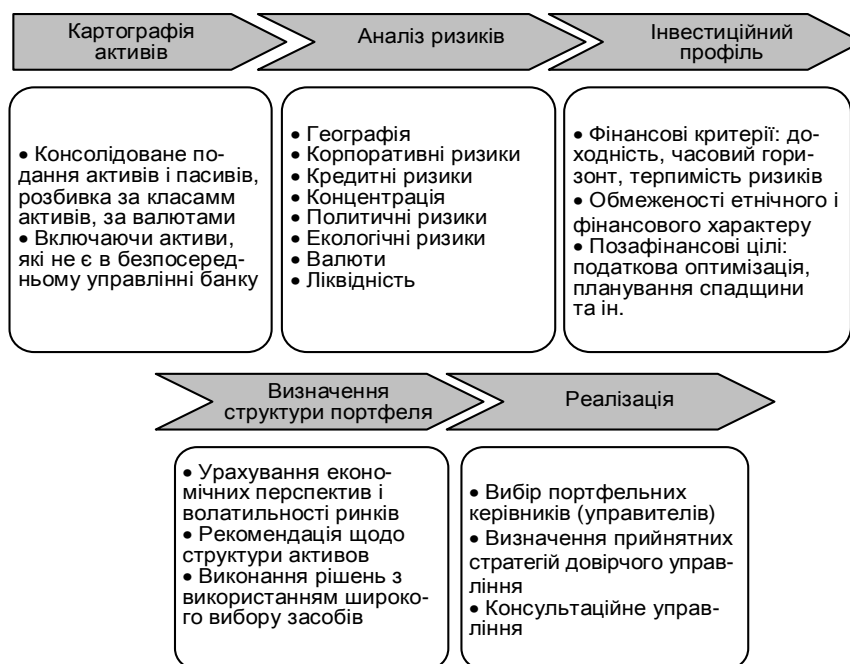 Картографія
активів
Аналіз ризиків
Інвестиційний
профіль
• Консолідоване по-
дання активів і пасивів,
розбивка за класамм
активів, за валютами
• Включаючи активи,
які не є в безпосеред-
ньому управлінні банку
• Географія
• Корпоративні ризики
• Кредитні ризики
• Концентрація
• Политичні ризики
• Екологічні ризики
• Валюти
• Ліквідність
• Фінансові критерії: до-
ходність, часовий гори-
зонт, терпимість ризиків
• Обмеженості етнічного і
фінансового характеру
• Позафінансові цілі:
податкова оптимізація,
планування спадщини
та ін.
Визначення
структури портфеля
Реалізація
• Урахування еконо-
мічних перспектив і
волатильності ринків
• Рекомендація щодо
структури активов
• Виконання рішень з
використанням широко-
го вибору засобів
• Вибір портфельних
керівників (управителів)
• Визначення прийнятних
стратегій довірчого управ-
ління
• Консультаційне управ-
ління